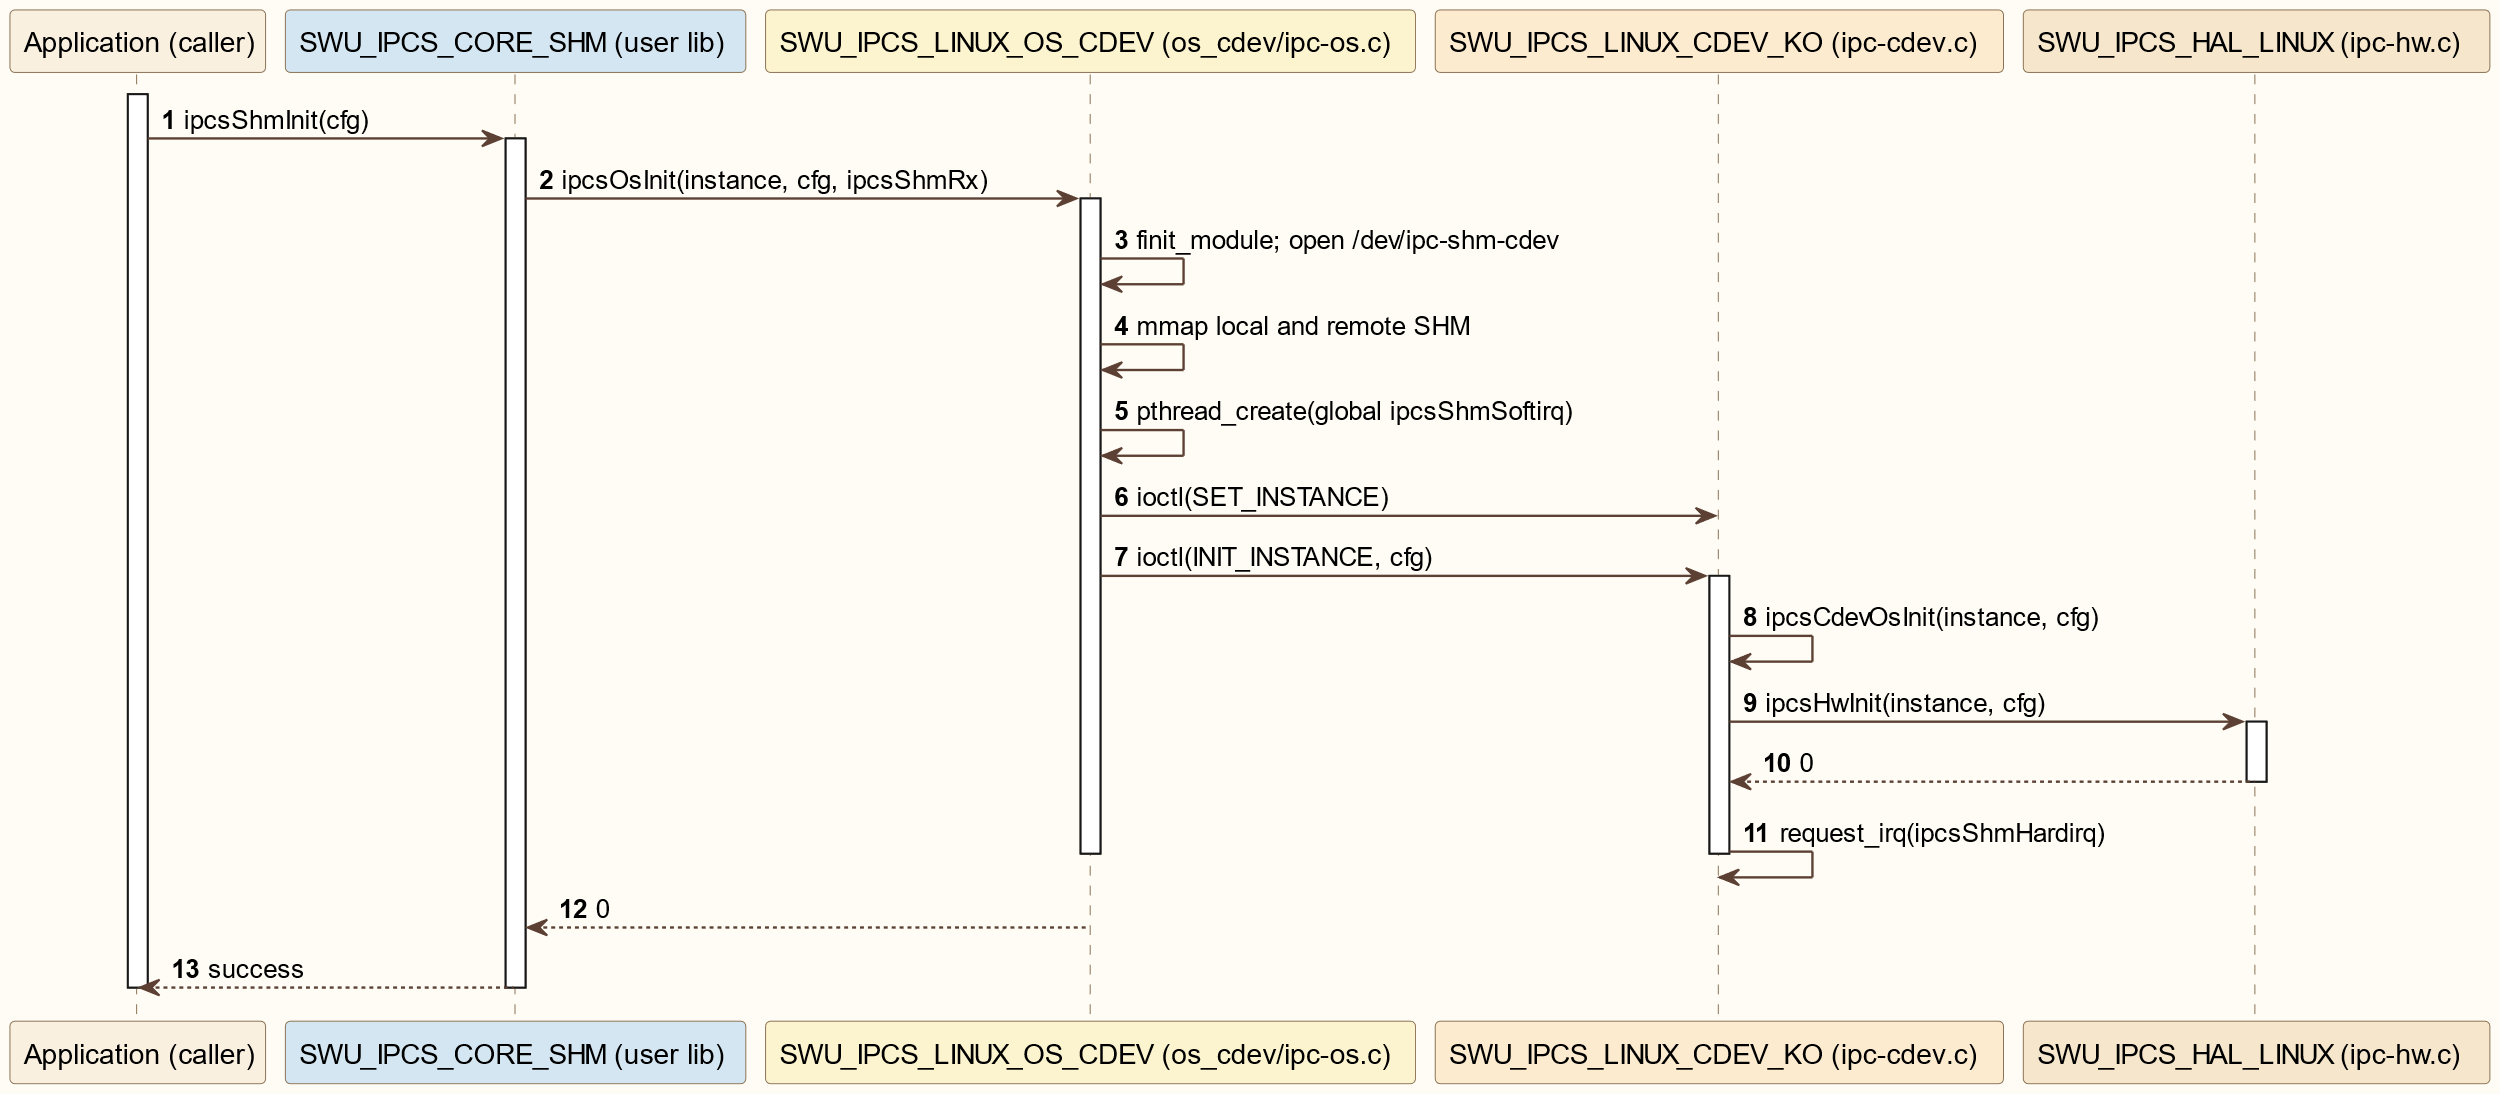 Application (caller)
SWU_IPCS_CORE_SHM (user lib)
SWU_IPCS_LINUX_OS_CDEV (os_cdev/ipc-os.c)
SWU_IPCS_LINUX_CDEV_KO (ipc-cdev.c)
SWU_IPCS_HAL_LINUX (ipc-hw.c)
1 ipcsShmInit(cfg)
2 ipcsOsInit(instance, cfg, ipcsShmRx)
3 finit_module; open /dev/ipc-shm-cdev
4 mmap local and remote SHM
5 pthread_create(global ipcsShmSoftirq)
6 ioctl(SET_INSTANCE)
7 ioctl(INIT_INSTANCE, cfg)
8 ipcsCdevOsInit(instance, cfg)
9 ipcsHwInit(instance, cfg)
10 0
11 request_irq(ipcsShmHardirq)
12 0
13 success
Application (caller)
SWU_IPCS_CORE_SHM (user lib)
SWU_IPCS_LINUX_OS_CDEV (os_cdev/ipc-os.c)
SWU_IPCS_LINUX_CDEV_KO (ipc-cdev.c)
SWU_IPCS_HAL_LINUX (ipc-hw.c)